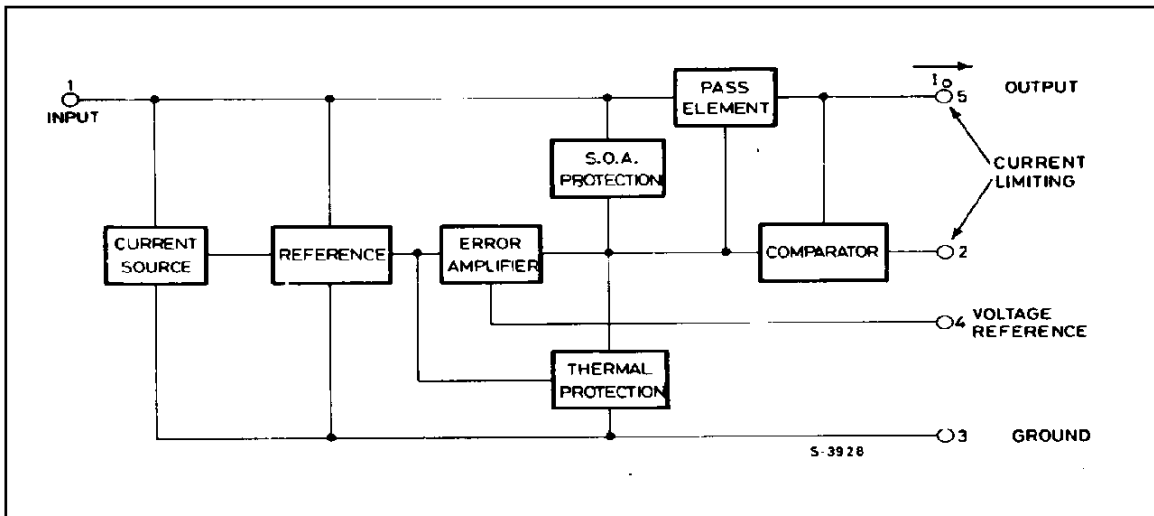 1
INPUT
CURRENT
SOURCE
REFERENCE
ERROR
AMPLIFIER
S.O.A.
PROTECTION
THERMAL
PROTECTION
PASS
ELEMENT
COMPARATOR
Io
5
OUTPUT
CURRENT
LIMITING
2
4
VOLTAGE
REFERENCE
3
GROUND
S-3928